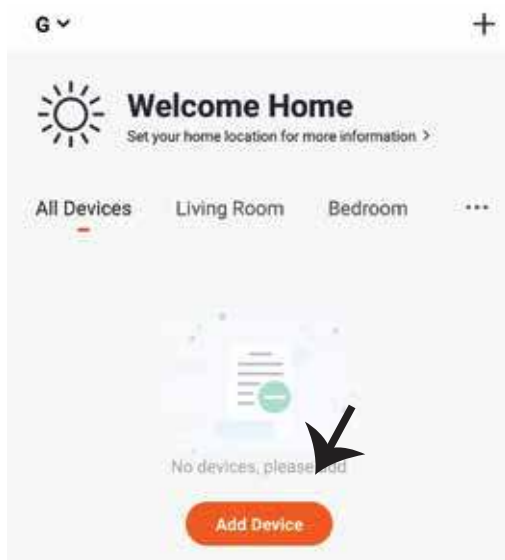 G
Welcome Home
Set your home location for more information >
All Devices Living Room Bedroom ...
No devices, please add
Add Device